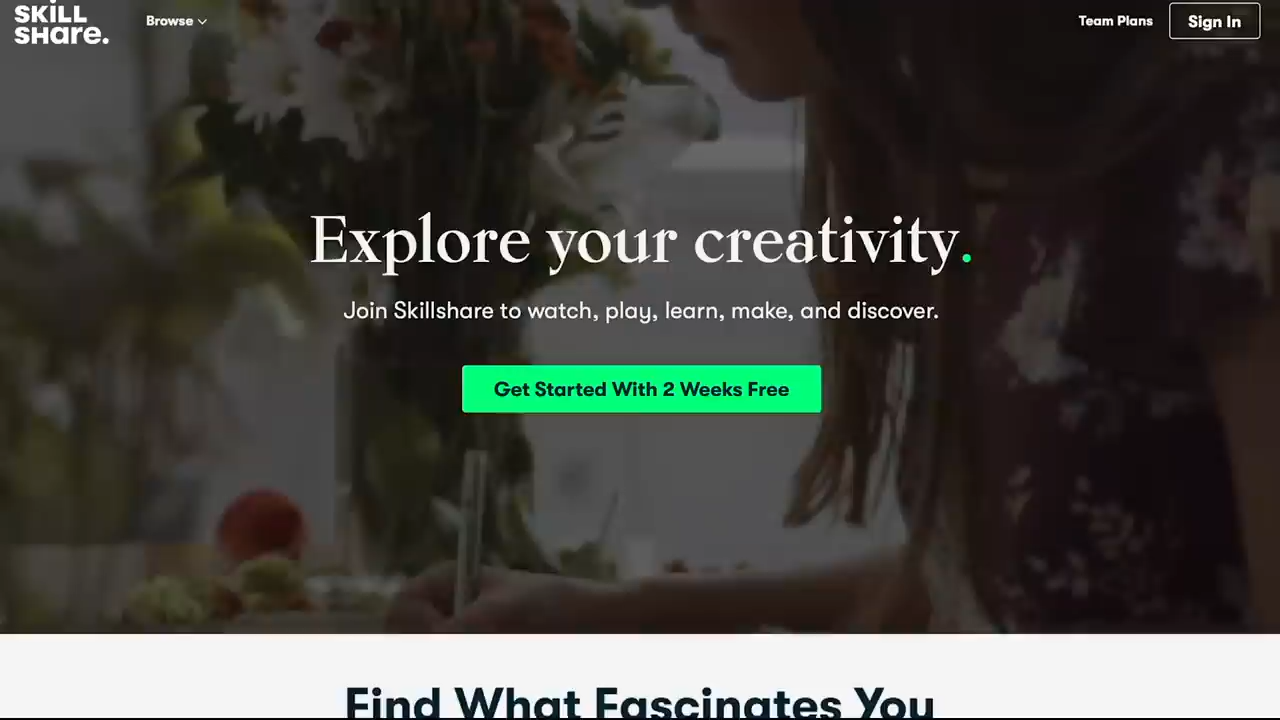 SKILL
SHare.
Browse
Team Plans
Sign In
Explore your creativity.
Join Skillshare to watch, play, learn, make, and discover.
Get Started With 2 Weeks Free
Find What Fascinates You